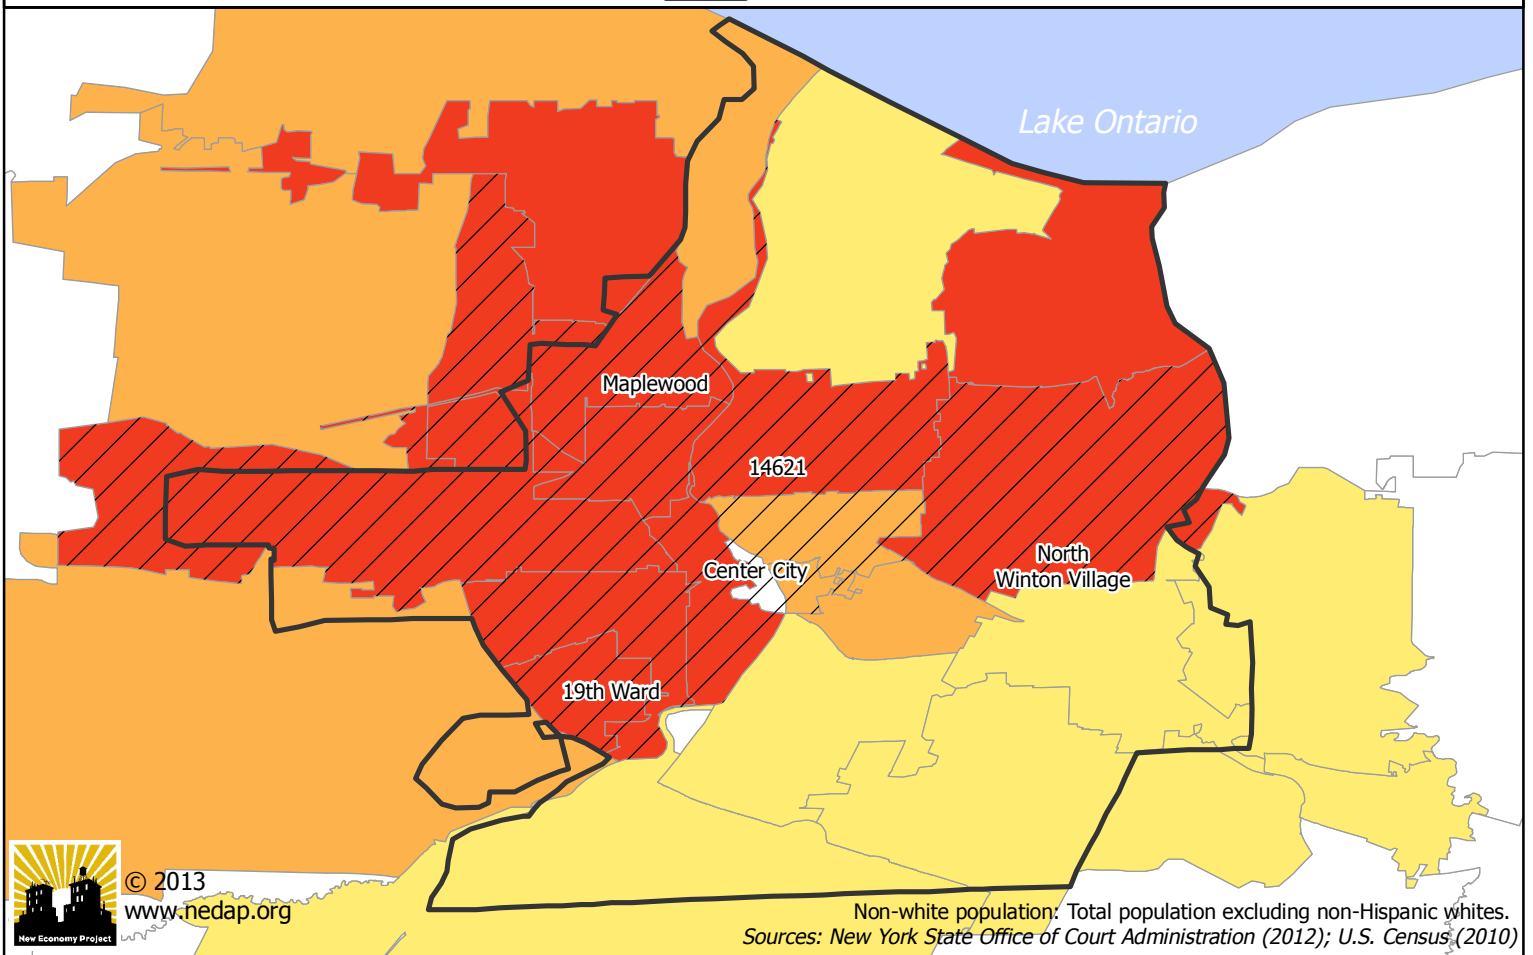 Lake Ontario
Maplewood
14621
North
Winton Village
Center City
19th Ward
© 2013
www.nedap.org
New Economy Project
Non-white population: Total population excluding non-Hispanic whites.
Sources: New York State Office of Court Administration (2012); U.S. Census (2010)